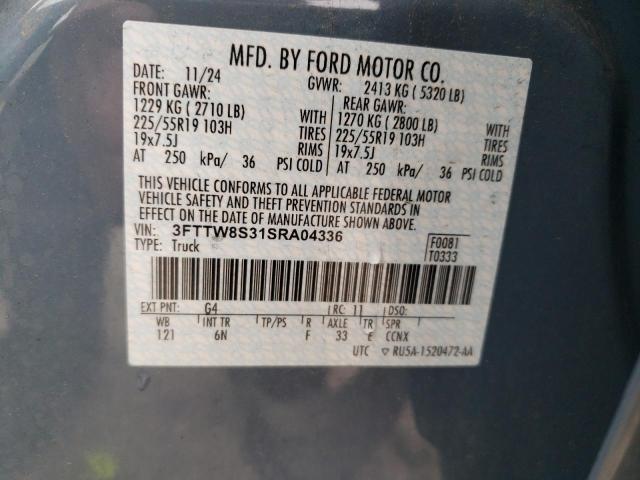 MFD. BY FORD MOTOR CO.
DATE: 11/24 GVWR: 2413 KG ( 5320 LB)
FRONT GAWR: REAR GAWR:
1229 KG ( 2710 LB) WITH 1270 KG ( 2800 LB) WITH
225/55R19 103H TIRES 225/55R19 103H TIRES
19x7.5J RIMS 19x7.5J RIMS
AT 250 kPa/ 36 PSI COLD AT 250 kPa/ 36 PSI COLD
THIS VEHICLE CONFORMS TO ALL APPLICABLE FEDERAL MOTOR
VEHICLE SAFETY AND THEFT PREVENTION STANDARDS IN
EFFECT ON THE DATE OF MANUFACTURE SHOWN ABOVE.
VIN: 3FTTW8S31SRA04336 F0081
TYPE: Truck T0333
EXT PNT: G4 RC: 11 DSO:
WB INT TR TP/PS R AXLE TR SPR
121 6N F 33 E CCNX
UTC ▽ RU5A-1520472-AA